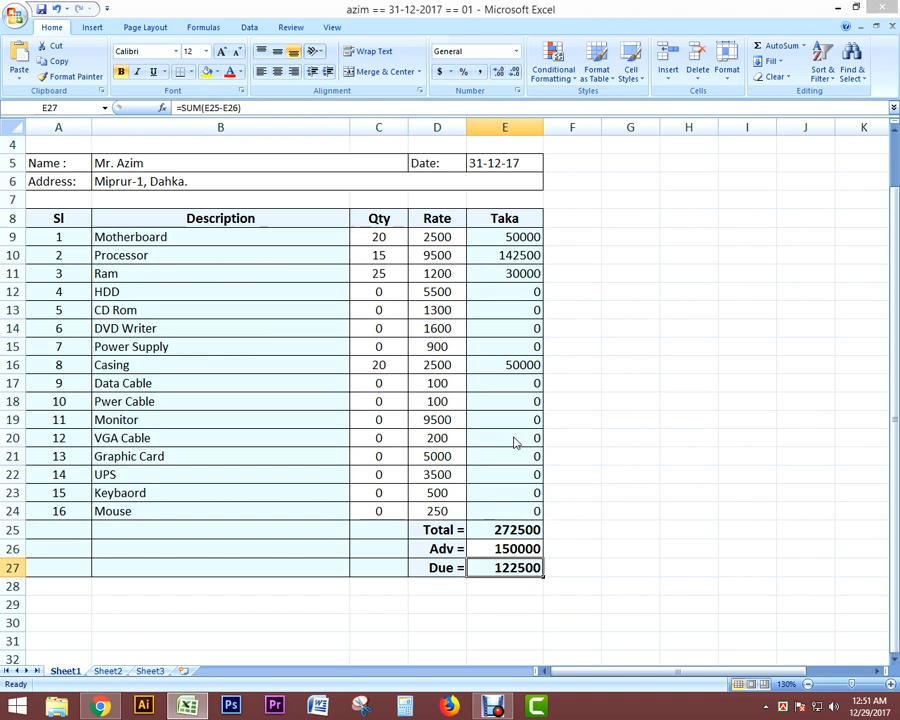 azim == 31-12-2017 == 01 - Microsoft Excel
Home Insert Page Layout Formulas Data Review View
Paste Cut Copy Format Painter Clipboard
Calibri 12 B I U A Font
Wrap Text Merge & Center Alignment
General $ % , Number
Conditional Formatting Format as Table Cell Styles Styles
Insert Delete Format Cells
Σ AutoSum Fill Clear Sort & Filter Find & Select Editing
E27 fx =SUM(E25-E26)
A B C D E F G H I J K
4
5 Name : Mr. Azim Date: 31-12-17
6 Address: Miprur-1, Dahka.
7
8 Sl Description Qty Rate Taka
9 1 Motherboard 20 2500 50000
10 2 Processor 15 9500 142500
11 3 Ram 25 1200 30000
12 4 HDD 0 5500 0
13 5 CD Rom 0 1300 0
14 6 DVD Writer 0 1600 0
15 7 Power Supply 0 900 0
16 8 Casing 20 2500 50000
17 9 Data Cable 0 100 0
18 10 Pwer Cable 0 100 0
19 11 Monitor 0 9500 0
20 12 VGA Cable 0 200 0
21 13 Graphic Card 0 5000 0
22 14 UPS 0 3500 0
23 15 Keybaord 0 500 0
24 16 Mouse 0 250 0
25 Total = 272500
26 Adv = 150000
27 Due = 122500
28
29
30
31
32
Sheet1 Sheet2 Sheet3
Ready 130%
Ai Ps Pr
12:51 AM
12/29/2017